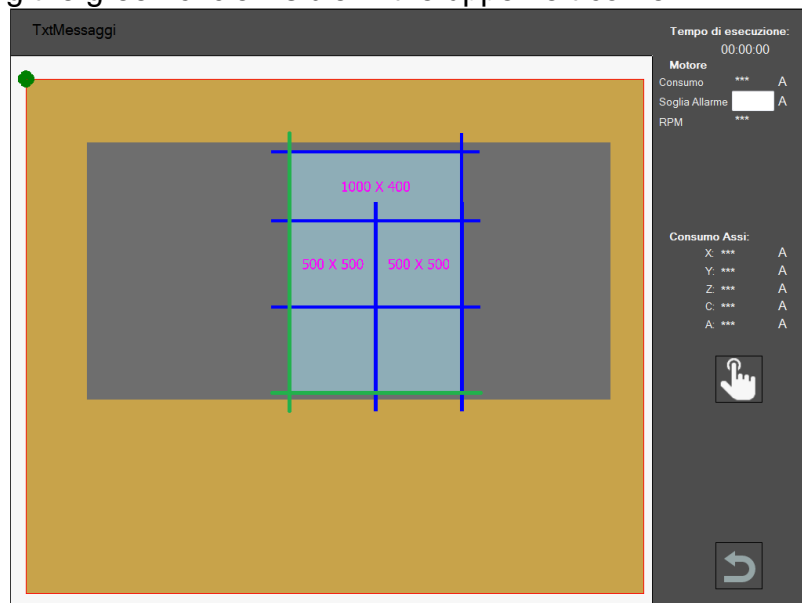 TxtMessaggi
1000 X 400
500 X 500 500 X 500
Tempo di esecuzione:
00:00:00
Motore
Consumo *** A
Soglia Allarme A
RPM ***
Consumo Assi:
X: *** A
Y: *** A
Z: *** A
C: *** A
A: *** A